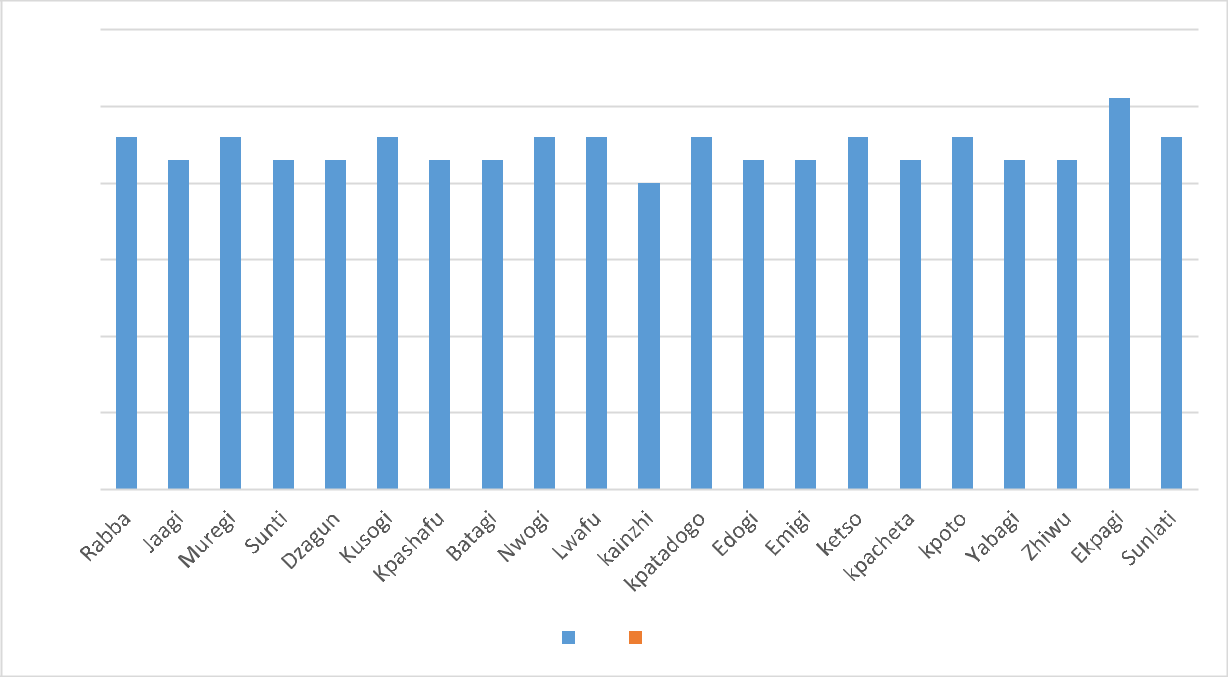 Rabba
Jaagi
Muregi
Sunti
Dzagun
Kusogi
Kpashafu
Batagi
Nwogi
Lwafu
kainzhi
kpatadogo
Edogi
Emigi
ketso
kpacheta
kpoto
Yabagi
Zhiwu
Ekpagi
Sunlati